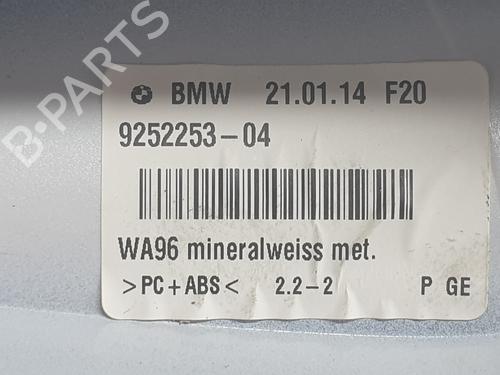 BMW 21.01.14 F20
9252253-04
WA96 mineralweiss met.
>PC+ABS< 2.2-2 P GE
B-PARTS